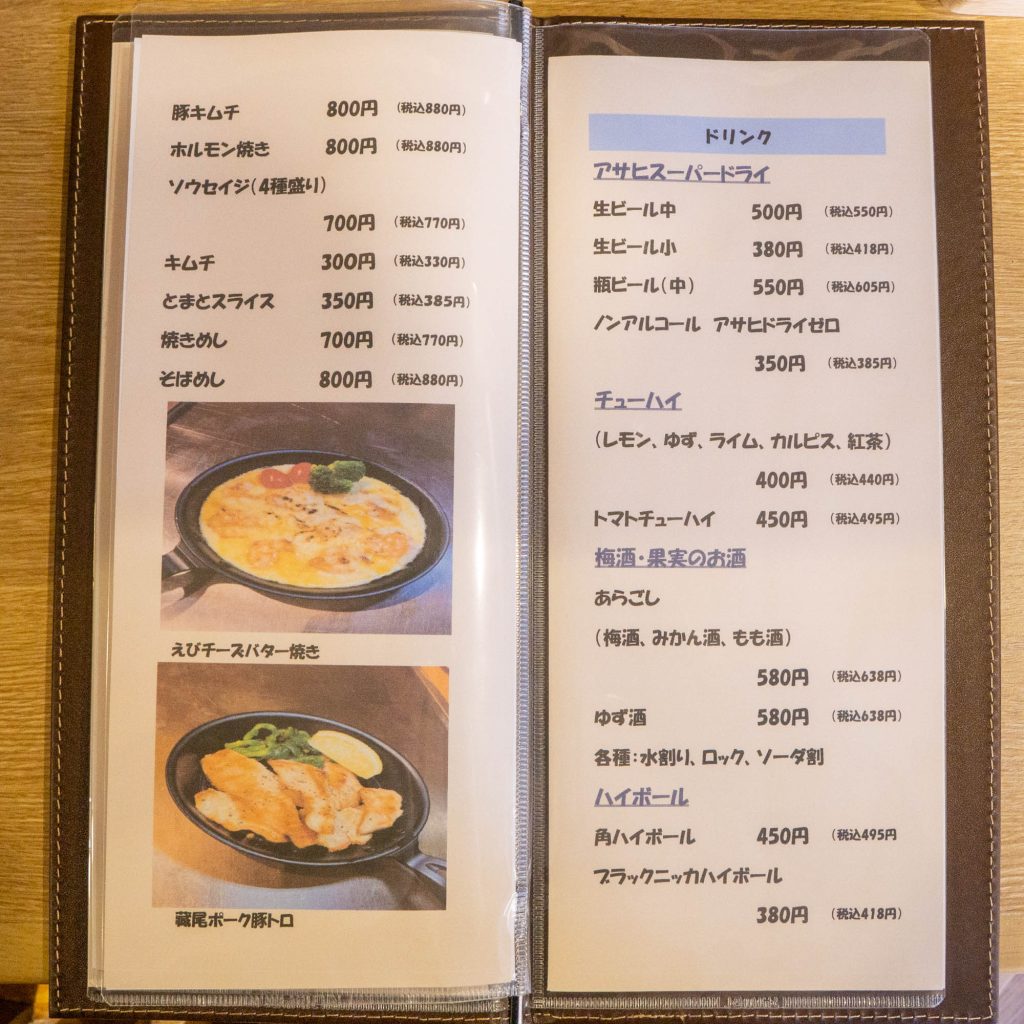 豚キムチ 800円 (税込880円)
ホルモン焼き 800円 (税込880円)
ソウセイジ(4種盛り)
700円 (税込770円)
キムチ 300円 (税込330円)
とまとスライス 350円 (税込385円)
焼きめし 700円 (税込770円)
そばめし 800円 (税込880円)
えびチーズバター焼き
蔵尾ポーク豚トロ
ドリンク
アサヒスーパードライ
生ビール中 500円 (税込550円)
生ビール小 380円 (税込418円)
瓶ビール(中) 550円 (税込605円)
ノンアルコール アサヒドライゼロ
350円 (税込385円)
チューハイ
(レモン、ゆず、ライム、カルピス、紅茶)
400円 (税込440円)
トマトチューハイ 450円 (税込495円)
梅酒・果実のお酒
あらごし
(梅酒、みかん酒、もも酒)
580円 (税込638円)
ゆず酒 580円 (税込638円)
各種:水割り、ロック、ソーダ割
ハイボール
角ハイボール 450円 (税込495円
ブラックニッカハイボール
380円 (税込418円)